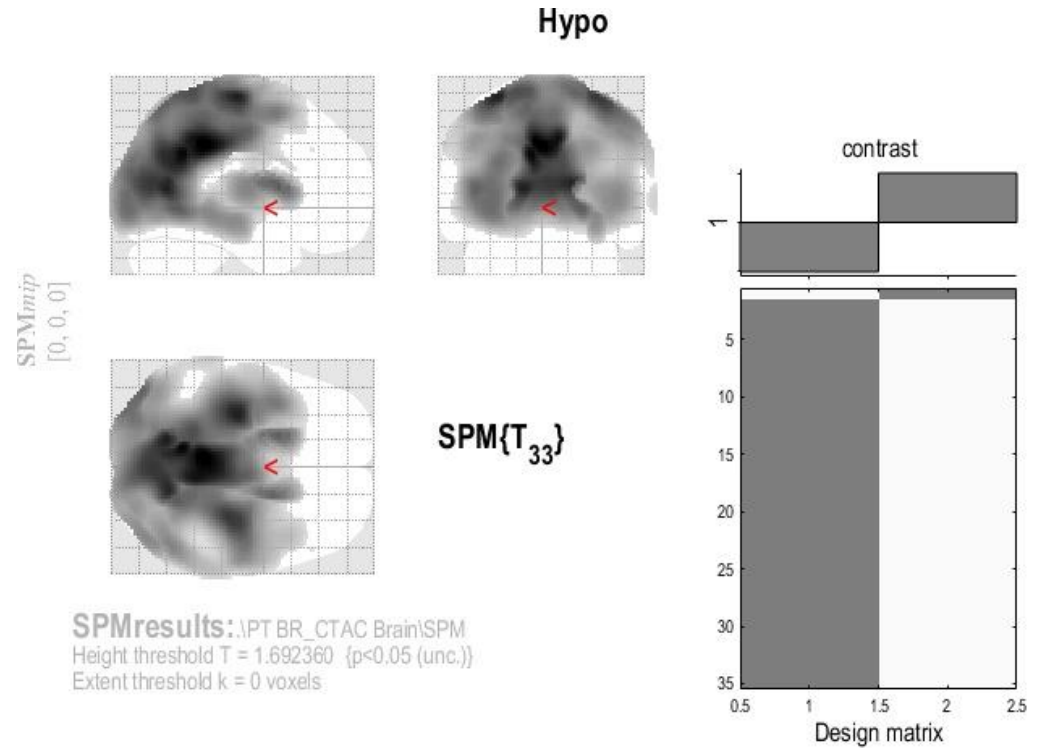 Hypo
SPMmip
[0, 0, 0]
<
<
<
SPM{T33}
SPMresults:.\PT BR_CTAC Brain\SPM
Height threshold T = 1.692360 {p<0.05 (unc.)}
Extent threshold k = 0 voxels
contrast
1
5
10
15
20
25
30
35
0.5 1 1.5 2 2.5
Design matrix